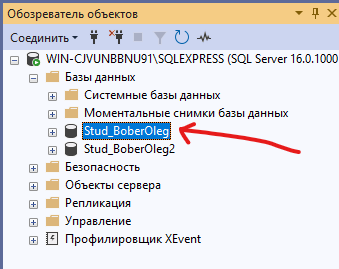 Обозреватель объектов
Соединить
WIN-CJVUNBBNU91\SQLEXPRESS (SQL Server 16.0.1000
Базы данных
Системные базы данных
Моментальные снимки базы данных
Stud_BoberOleg
Stud_BoberOleg2
Безопасность
Объекты сервера
Репликация
Управление
Профилировщик XEvent